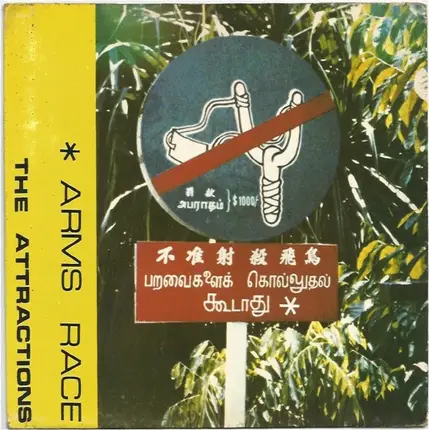 * ARMS RACE
THE ATTRACTIONS
罰款
அபராதம் } $1000/-
不准射殺飛鳥
பறவைகளைக் கொல்லுதல்
கூடாது *